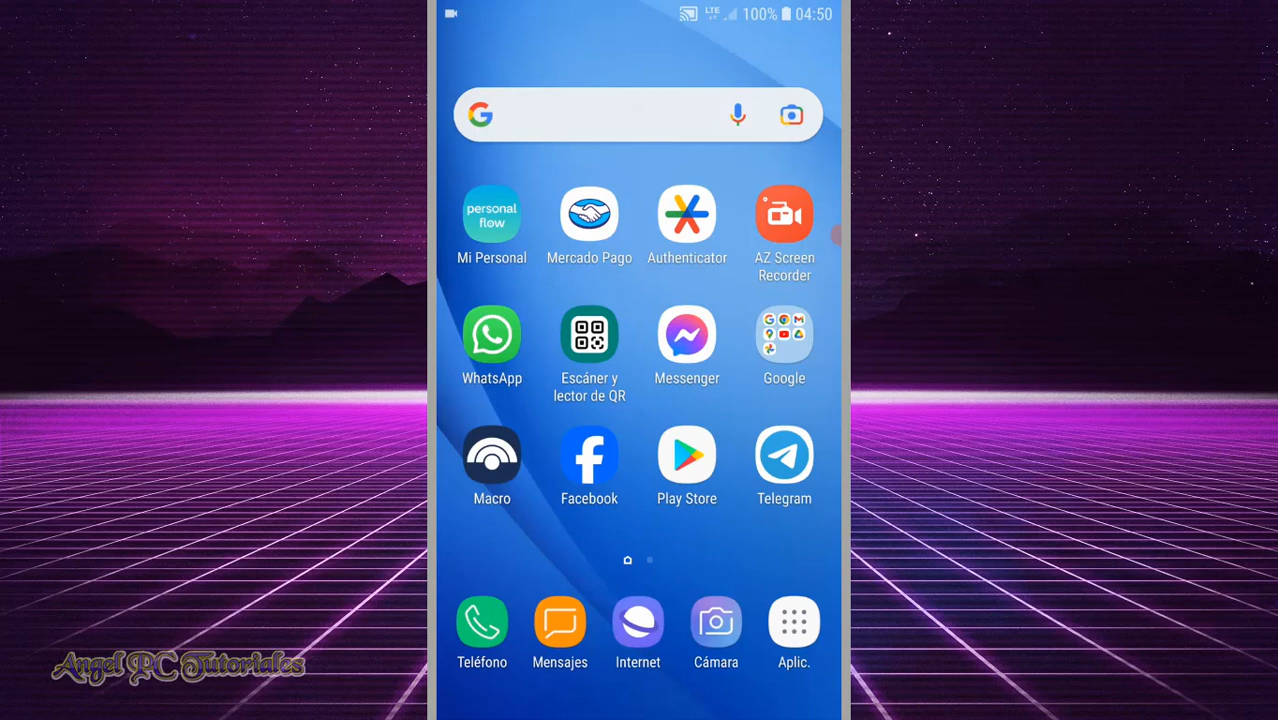 LTE
100%
04:50
G
personal
flow
Mi Personal
Mercado Pago
Authenticator
AZ Screen
Recorder
WhatsApp
Escáner y
lector de QR
Messenger
Google
Macro
Facebook
Play Store
Telegram
Teléfono
Mensajes
Internet
Cámara
Aplic.
Angel PC Tutoriales